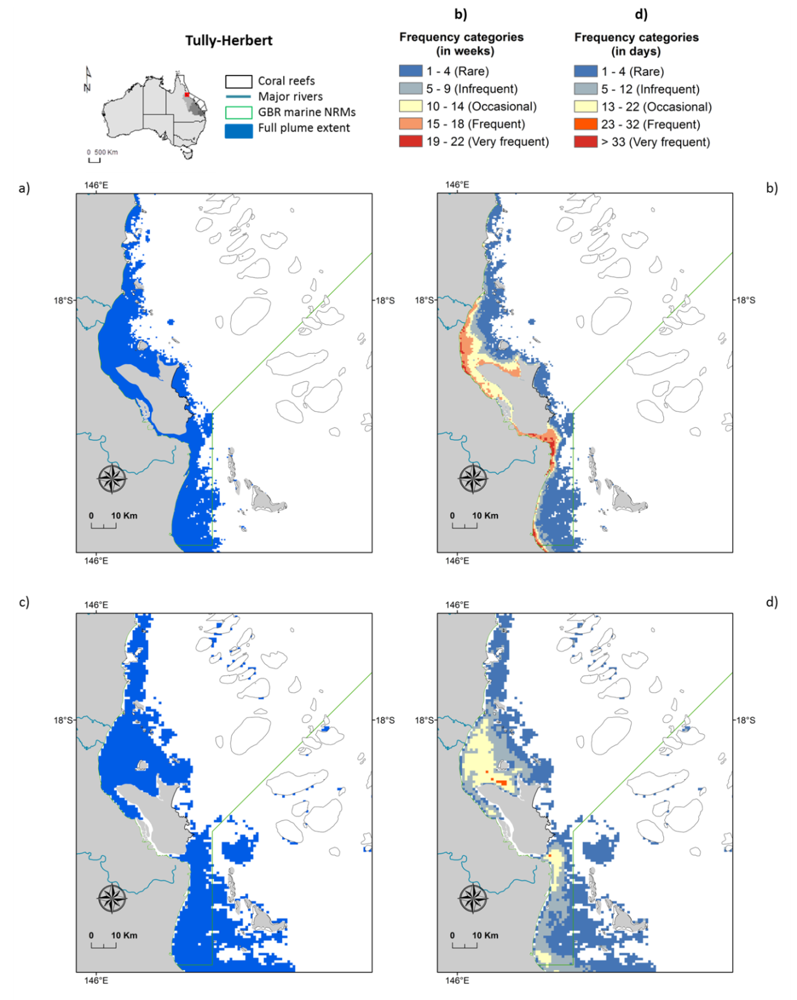 b)
d)
Tully-Herbert
Frequency categories
(in weeks)
Frequency categories
(in days)
N
Coral reefs
Major rivers
GBR marine NRMs
Full plume extent
0 500 Km
1 - 4 (Rare)
5 - 9 (Infrequent)
10 - 14 (Occasional)
15 - 18 (Frequent)
19 - 22 (Very frequent)
1 - 4 (Rare)
5 - 12 (Infrequent)
13 - 22 (Occasional)
23 - 32 (Frequent)
> 33 (Very frequent)
a)
146°E
146°E
b)
18°S
18°S
18°S
18°S
0 10 Km
0 10 Km
146°E
146°E
c)
146°E
146°E
d)
18°S
18°S
18°S
18°S
0 10 Km
0 10 Km
146°E
146°E